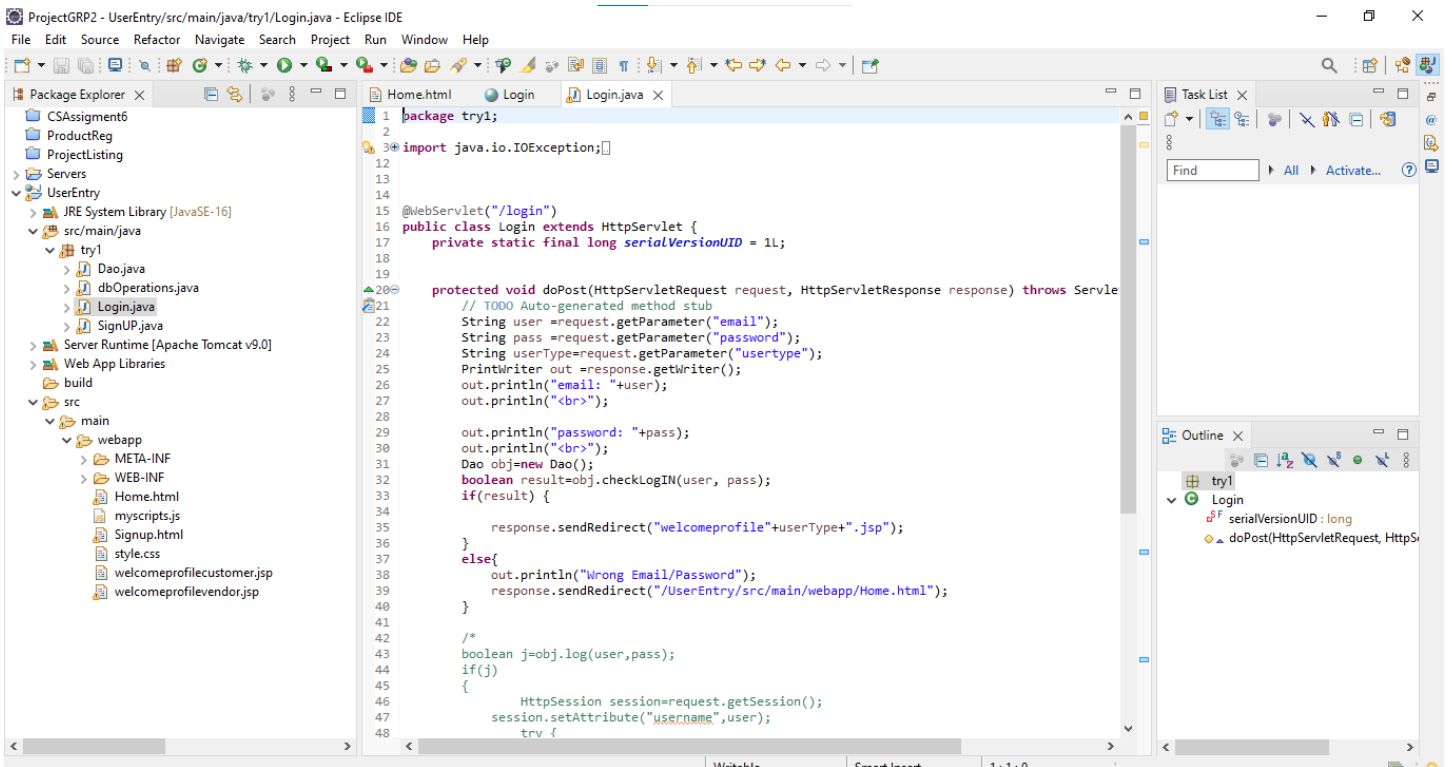 ProjectGRP2 - UserEntry/src/main/java/try1/Login.java - Eclipse IDE
File Edit Source Refactor Navigate Search Project Run Window Help
Package Explorer
CSAssigment6
ProductReg
ProjectListing
Servers
UserEntry
JRE System Library [JavaSE-16]
src/main/java
try1
Dao.java
dbOperations.java
Login.java
SignUP.java
Server Runtime [Apache Tomcat v9.0]
Web App Libraries
build
src
main
webapp
META-INF
WEB-INF
Home.html
myscripts.js
Signup.html
style.css
welcomeprofilecustomer.jsp
welcomeprofilevendor.jsp
Home.html Login Login.java
1 package try1;
2
3 import java.io.IOException;
12
13
14
15 @WebServlet("/login")
16 public class Login extends HttpServlet {
17 private static final long serialVersionUID = 1L;
18
19
20 protected void doPost(HttpServletRequest request, HttpServletResponse response) throws Servlet
21 // TODO Auto-generated method stub
22 String user =request.getParameter("email");
23 String pass =request.getParameter("password");
24 String userType=request.getParameter("usertype");
25 PrintWriter out =response.getWriter();
26 out.println("email: "+user);
27 out.println("<br>");
28
29 out.println("password: "+pass);
30 out.println("<br>");
31 Dao obj=new Dao();
32 boolean result=obj.checkLogIN(user, pass);
33 if(result) {
34
35 response.sendRedirect("welcomeprofile"+userType+".jsp");
36 }
37 else{
38 out.println("Wrong Email/Password");
39 response.sendRedirect("/UserEntry/src/main/webapp/Home.html");
40 }
41
42 /*
43 boolean j=obj.log(user,pass);
44 if(j)
45 {
46 HttpSession session=request.getSession();
47 session.setAttribute("username",user);
48 try {
Task List
Find All Activate...
Outline
try1
Login
serialVersionUID : long
doPost(HttpServletRequest, HttpS
Writable Smart Insert 1 : 1 : 0